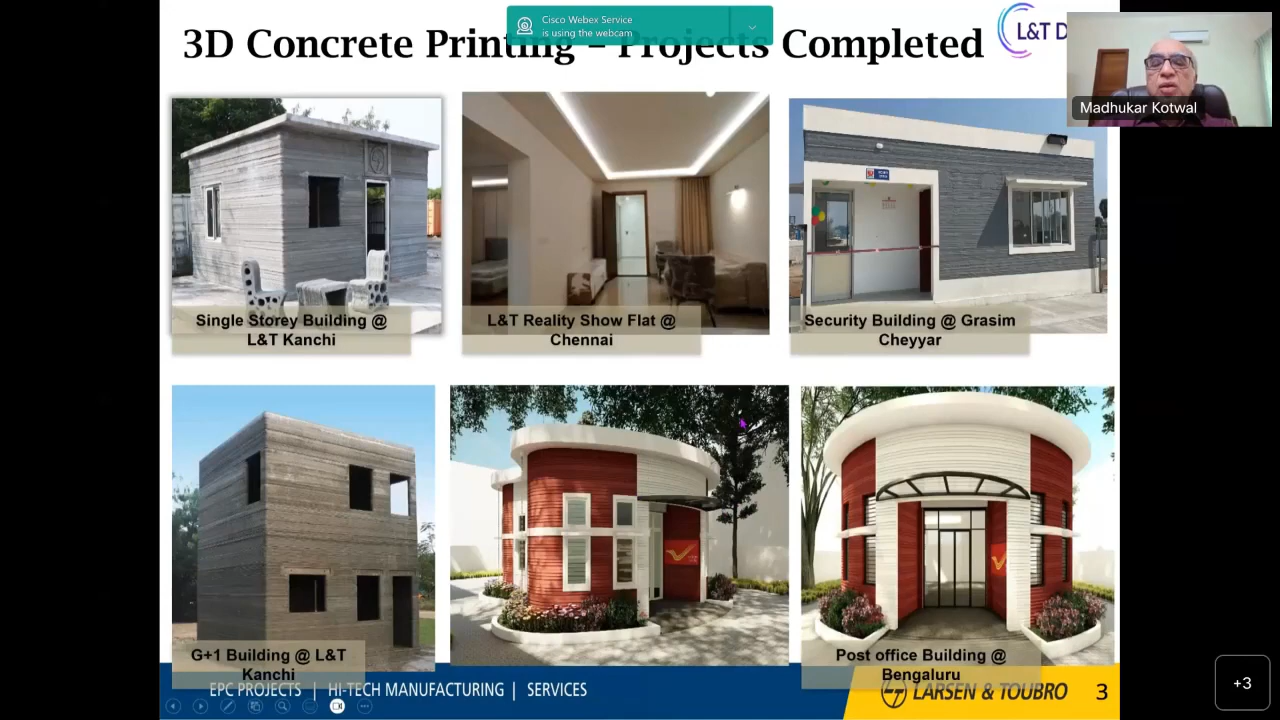 Cisco Webex Service
is using the webcam
3D Concrete Printing – Projects Completed
L&T D
Madhukar Kotwal
Single Storey Building @
L&T Kanchi
L&T Reality Show Flat @
Chennai
Security Building @ Grasim
Cheyyar
G+1 Building @ L&T
Kanchi
Post office Building @
Bengaluru
EPC PROJECTS | HI-TECH MANUFACTURING | SERVICES
LARSEN & TOUBRO
3
+3